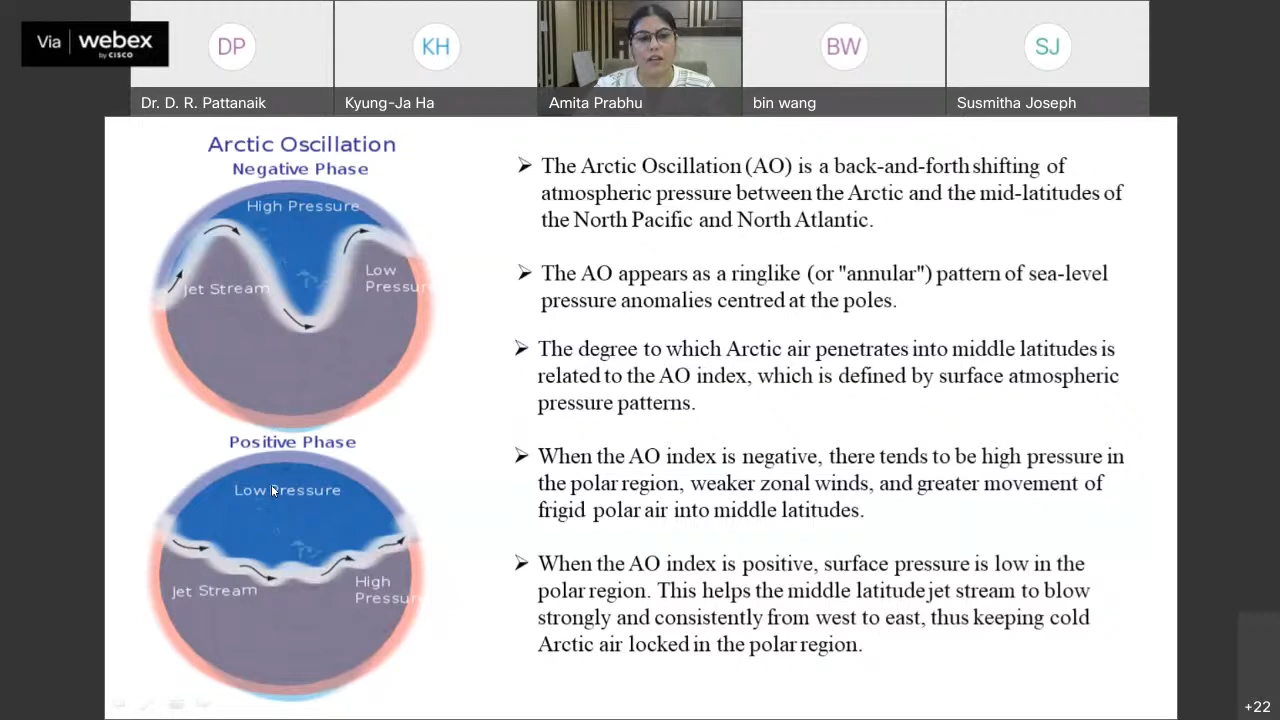 Via webex
by CISCO
DP
KH
BW
SJ
Dr. D. R. Pattanaik
Kyung-Ja Ha
Amita Prabhu
bin wang
Susmitha Joseph
Arctic Oscillation
Negative Phase
High Pressure
Low
Pressur
Jet Stream
Positive Phase
Low Pressure
Jet Stream
High
Pressur
The Arctic Oscillation (AO) is a back-and-forth shifting of
atmospheric pressure between the Arctic and the mid-latitudes of
the North Pacific and North Atlantic.
The AO appears as a ringlike (or "annular") pattern of sea-level
pressure anomalies centred at the poles.
The degree to which Arctic air penetrates into middle latitudes is
related to the AO index, which is defined by surface atmospheric
pressure patterns.
When the AO index is negative, there tends to be high pressure in
the polar region, weaker zonal winds, and greater movement of
frigid polar air into middle latitudes.
When the AO index is positive, surface pressure is low in the
polar region. This helps the middle latitude jet stream to blow
strongly and consistently from west to east, thus keeping cold
Arctic air locked in the polar region.
+22